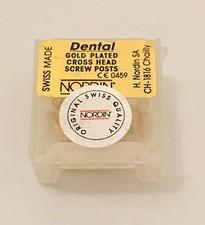 SWISS MADE
Dental
GOLD PLATED
CROSS HEAD
SCREW POSTS
CE 0459
NORDIN
H. Nordin SA
CH-1816 Chailly
ORIGINAL SWISS QUALITY
NORDIN